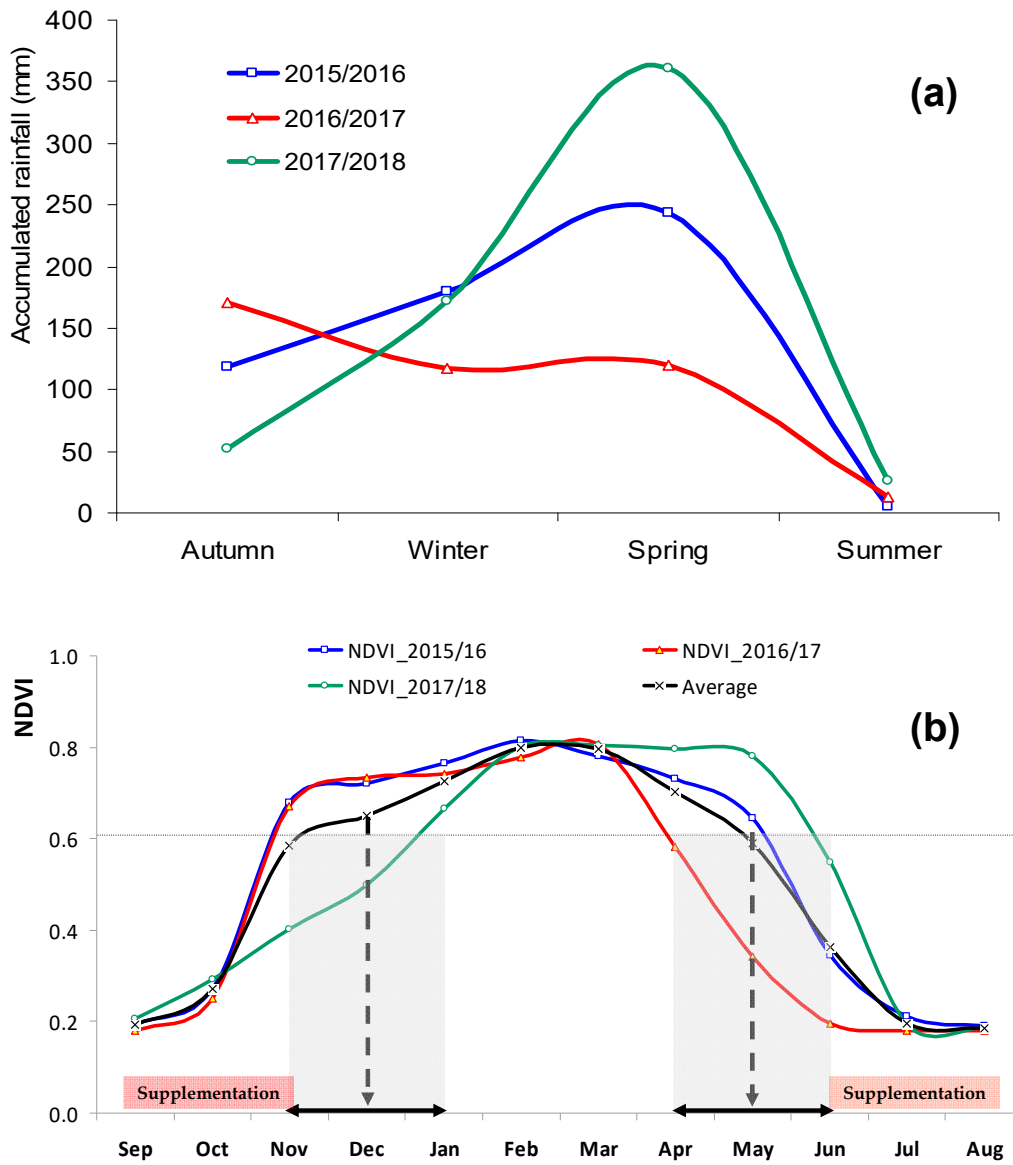 400
350
300
250
200
150
100
50
0
Accumulated rainfall (mm)
2015/2016
2016/2017
2017/2018
(a)
Autumn Winter Spring Summer
NDVI_2015/16 NDVI_2016/17
NDVI_2017/18 Average
(b)
NDVI
1.0
0.8
0.6
0.4
0.2
0.0
Supplementation Supplementation
Sep Oct Nov Dec Jan Feb Mar Apr May Jun Jul Aug